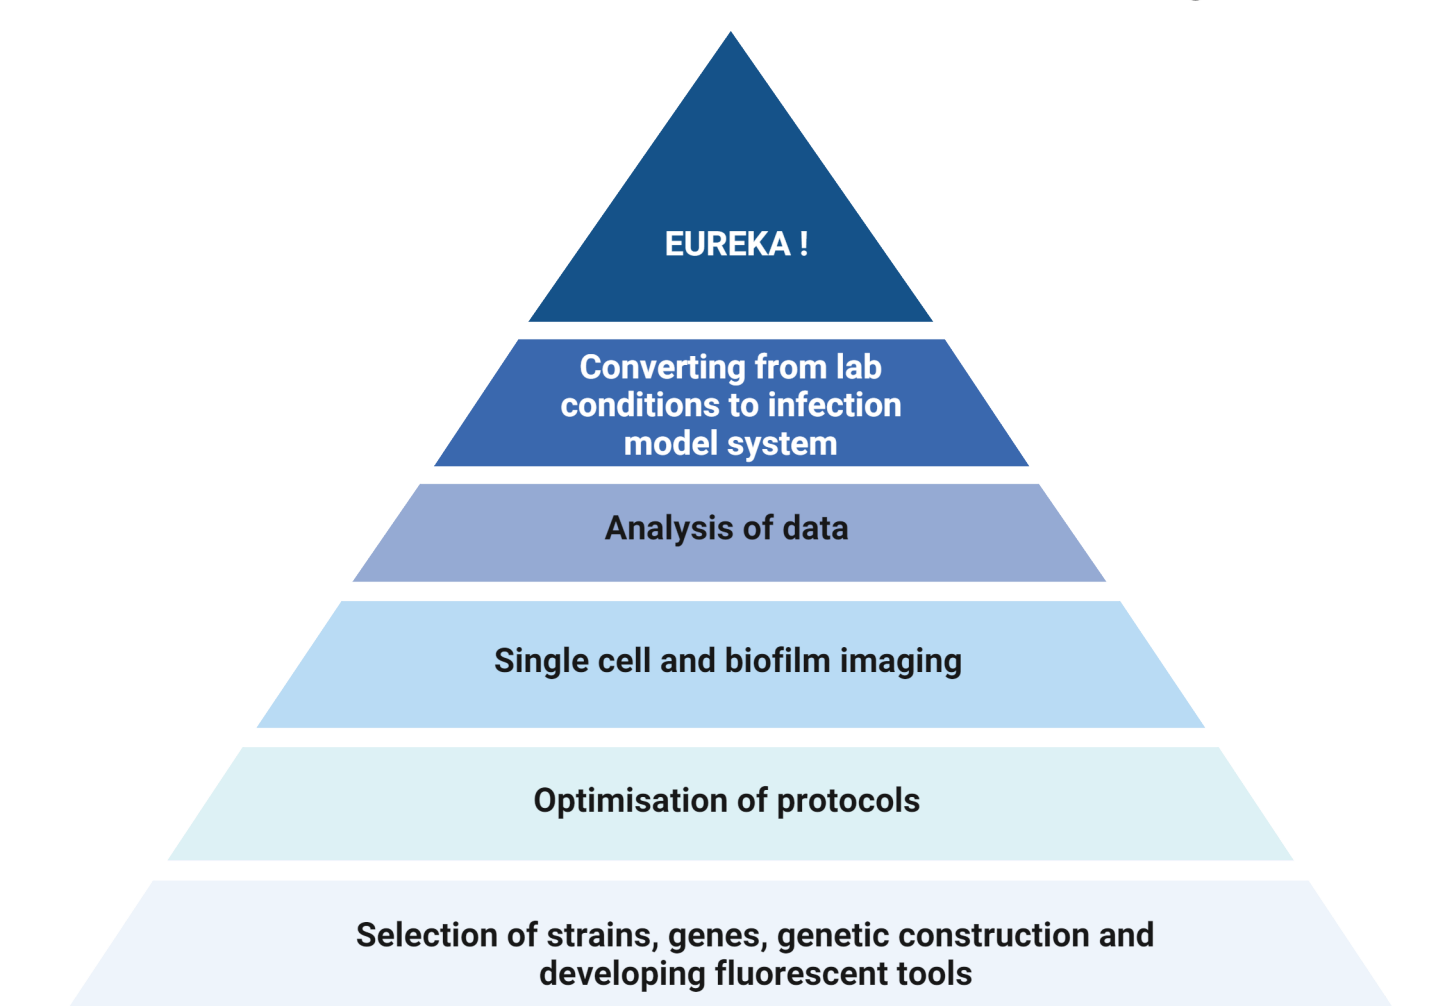 EUREKA !
Converting from lab
conditions to infection
model system
Analysis of data
Single cell and biofilm imaging
Optimisation of protocols
Selection of strains, genes, genetic construction and
developing fluorescent tools